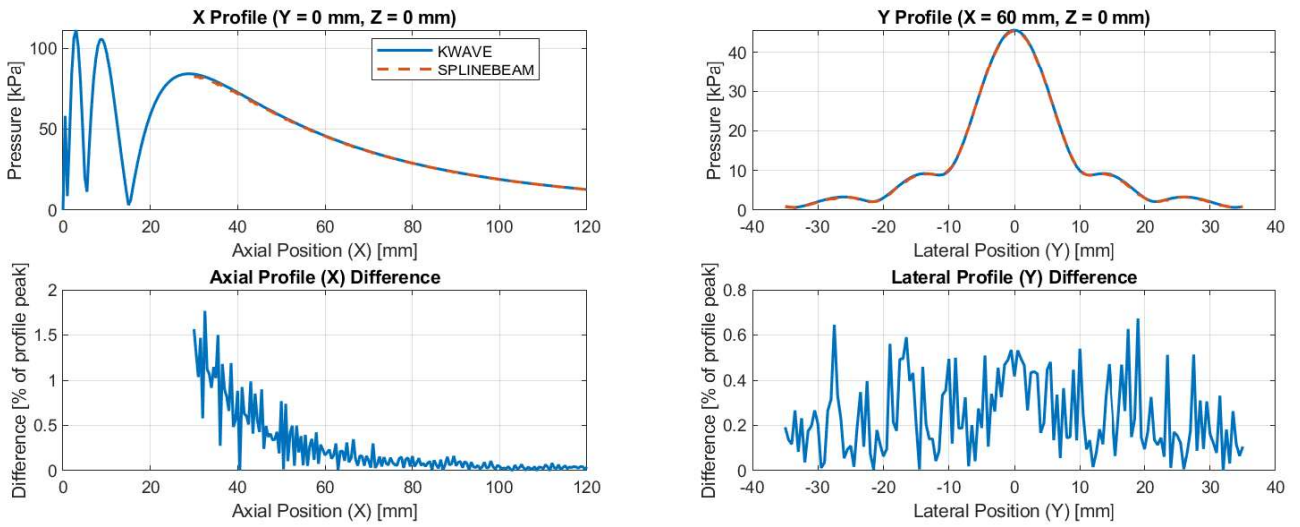 X Profile (Y = 0 mm, Z = 0 mm)
Pressure [kPa]
100
50
0
KWAVE
SPLINEBEAM
0 20 40 60 80 100 120
Axial Position (X) [mm]
Y Profile (X = 60 mm, Z = 0 mm)
Pressure [kPa]
40
30
20
10
0
-40 -30 -20 -10 0 10 20 30 40
Lateral Position (Y) [mm]
Axial Profile (X) Difference
Difference [% of profile peak]
2
1.5
1
0.5
0
0 20 40 60 80 100 120
Axial Position (X) [mm]
Lateral Profile (Y) Difference
Difference [% of profile peak]
0.8
0.6
0.4
0.2
0
-40 -30 -20 -10 0 10 20 30 40
Lateral Position (Y) [mm]